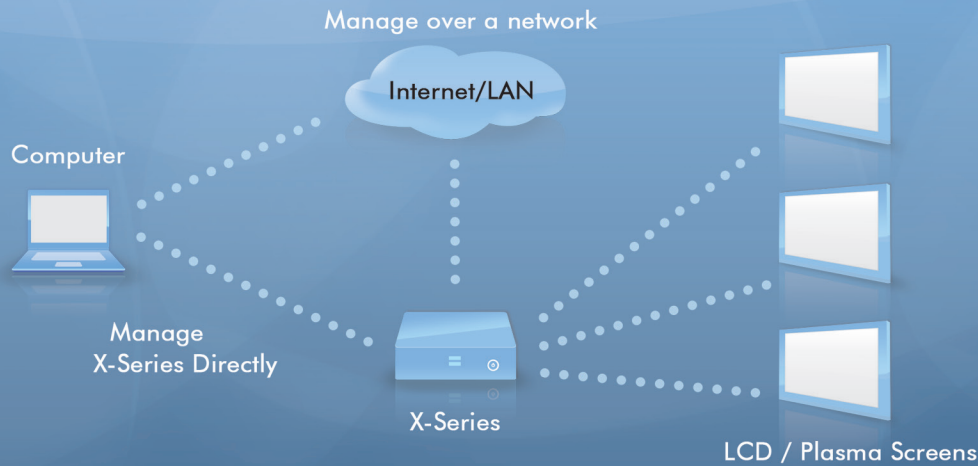 Manage over a network
Internet/LAN
Computer
Manage
X-Series Directly
X-Series
LCD / Plasma Screens